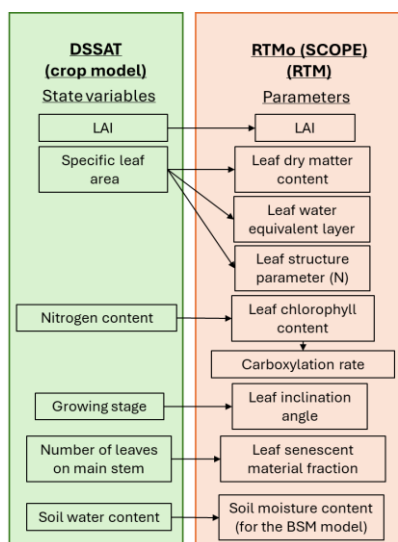 DSSAT
(crop model)
State variables
LAI
Specific leaf
area
Nitrogen content
Growing stage
Number of leaves
on main stem
Soil water content
RTMo (SCOPE)
(RTM)
Parameters
LAI
Leaf dry matter
content
Leaf water
equivalent layer
Leaf structure
parameter (N)
Leaf chlorophyll
content
Carboxylation rate
Leaf inclination
angle
Leaf senescent
material fraction
Soil moisture content
(for the BSM model)